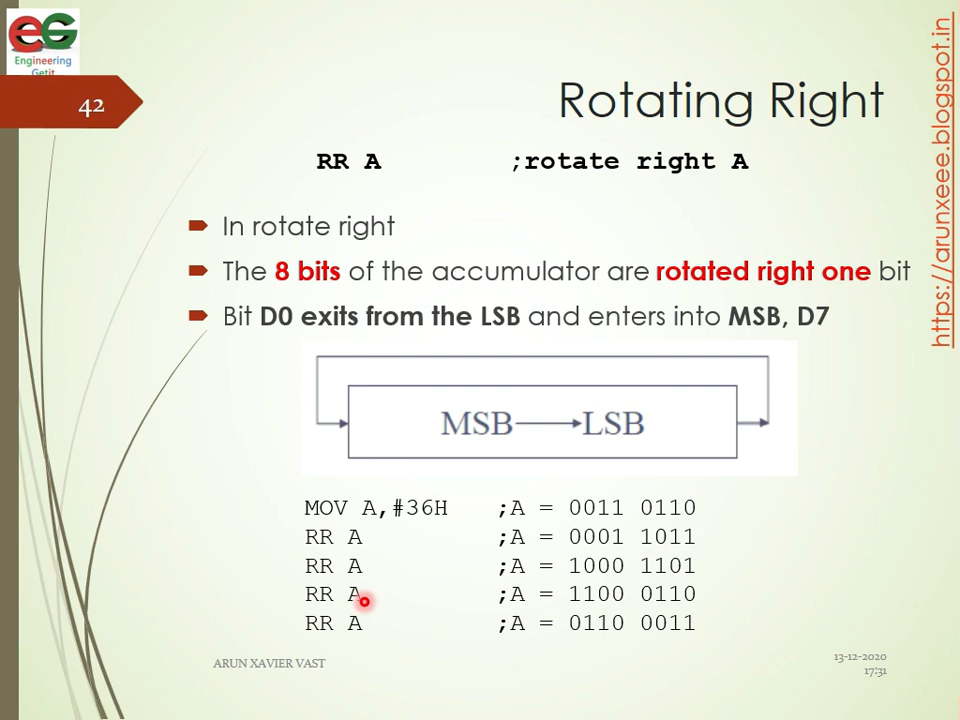 eG
Engineering
Getit
42
Rotating Right
https://arunxeee.blogspot.in
RR A ;rotate right A
In rotate right
The 8 bits of the accumulator are rotated right one bit
Bit D0 exits from the LSB and enters into MSB, D7
MSB LSB
MOV A,#36H ;A = 0011 0110
RR A ;A = 0001 1011
RR A ;A = 1000 1101
RR A ;A = 1100 0110
RR A ;A = 0110 0011
ARUN XAVIER VAST
13-12-2020
17:31